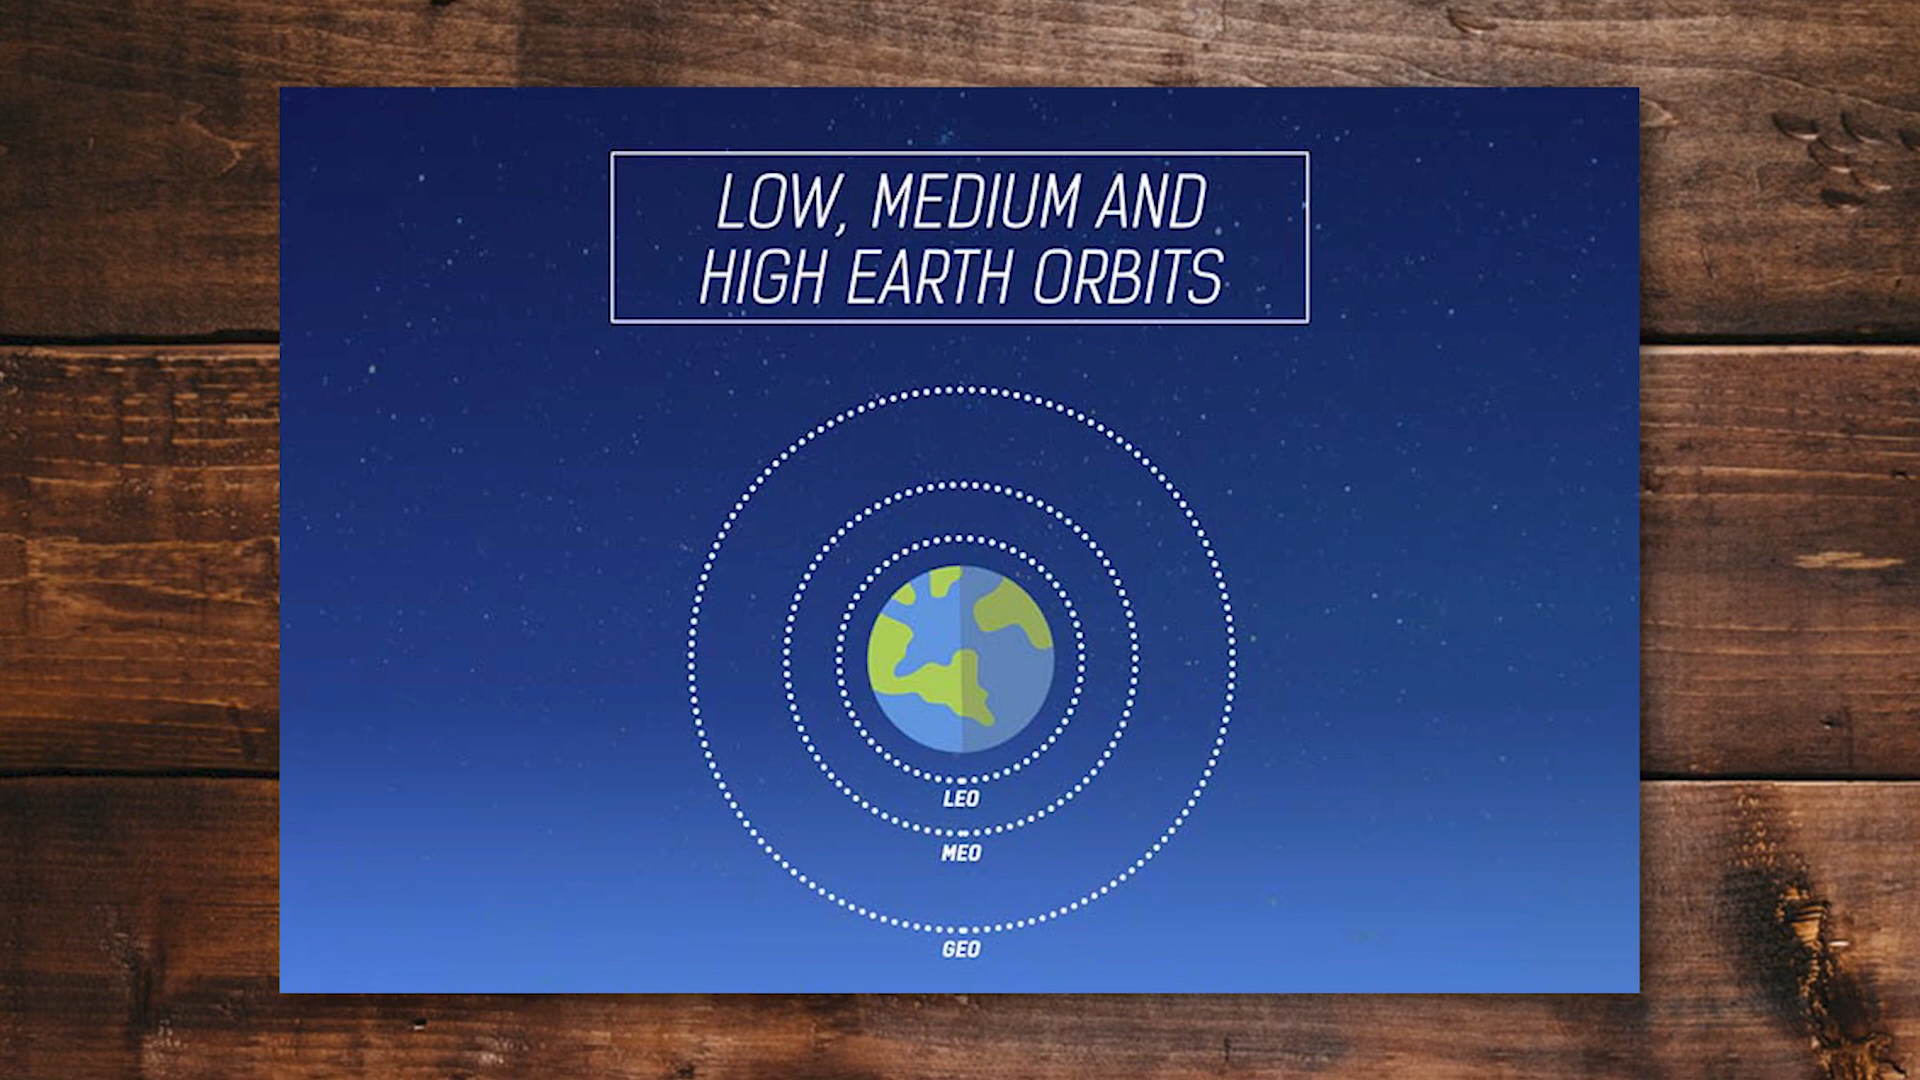 LOW, MEDIUM AND
HIGH EARTH ORBITS
LEO
MEO
GEO